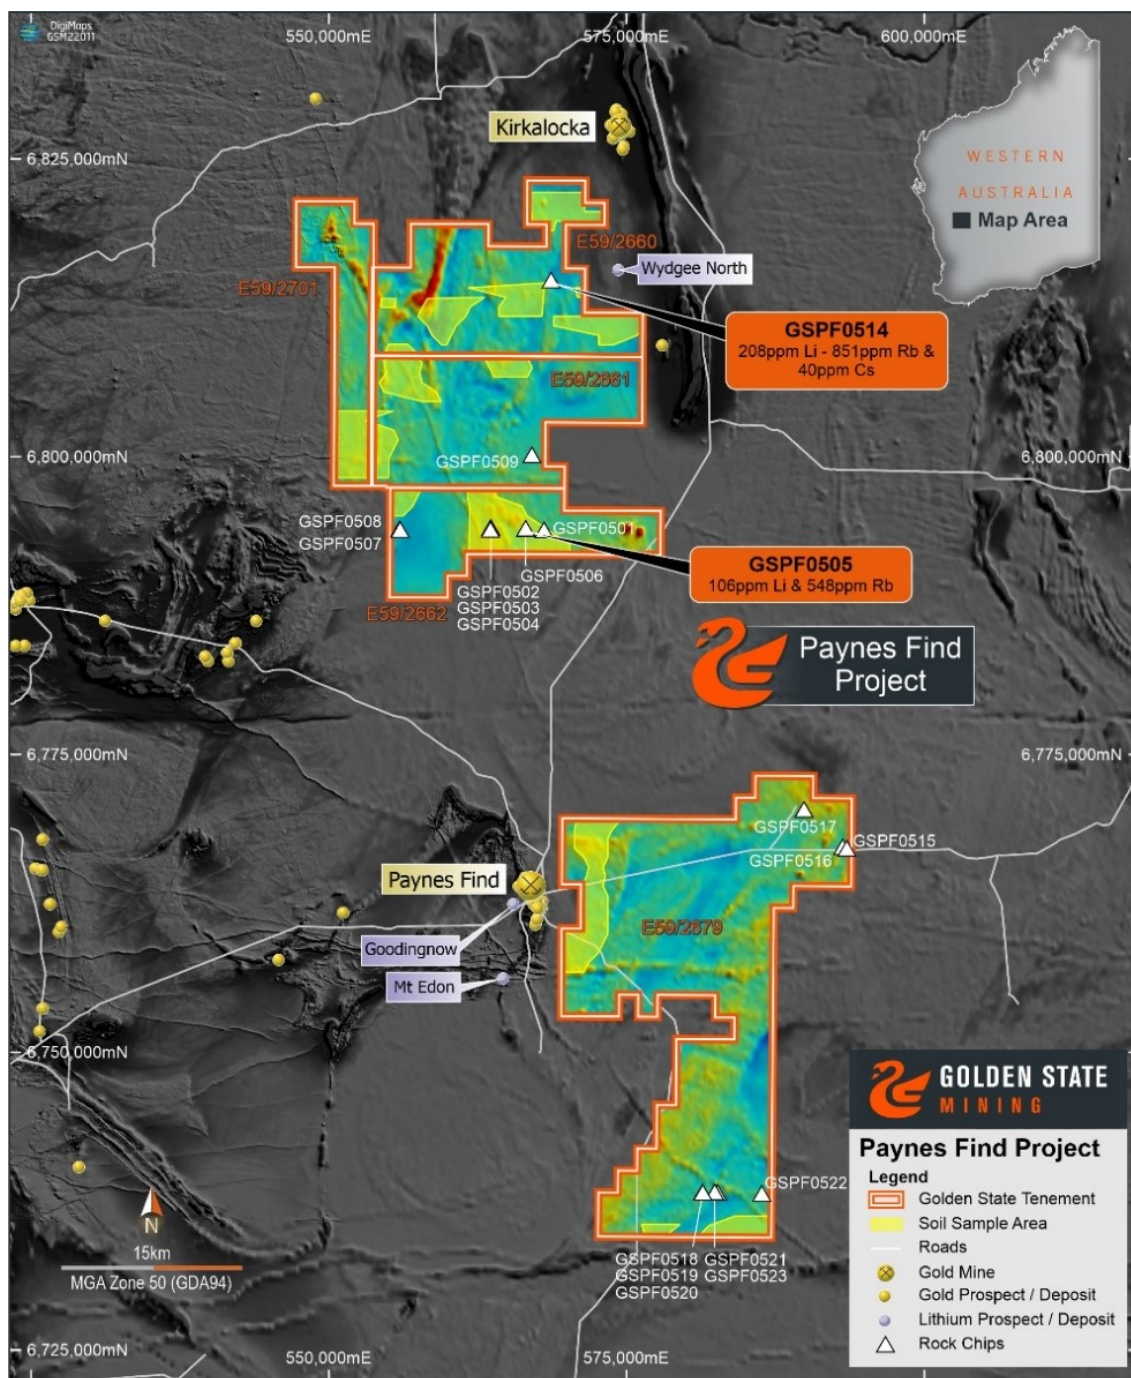 DigiMaps
GSM22011
550,000mE
575,000mE
600,000mE
Kirkalocka
6,825,000mN
WESTERN
AUSTRALIA
Map Area
E59/2660
Wydgee North
E59/2701
GSPF0514
208ppm Li - 851ppm Rb &
40ppm Cs
E59/2661
6,800,000mN
GSPF0509
6,800,000mN
GSPF0508
GSPF0507
GSPF0501
GSPF0506
GSPF0505
106ppm Li & 548ppm Rb
GSPF0502
GSPF0503
GSPF0504
E59/2662
Paynes Find
Project
6,775,000mN
6,775,000mN
GSPF0517
GSPF0515
GSPF0516
Paynes Find
E59/2679
Goodingnow
Mt Edon
6,750,000mN
GOLDEN STATE
MINING
Paynes Find Project
Legend
Golden State Tenement
Soil Sample Area
Roads
Gold Mine
Gold Prospect / Deposit
Lithium Prospect / Deposit
Rock Chips
GSPF0522
N
15km
MGA Zone 50 (GDA94)
GSPF0518
GSPF0519
GSPF0520
GSPF0521
GSPF0523
6,725,000mN
550,000mE
575,000mE